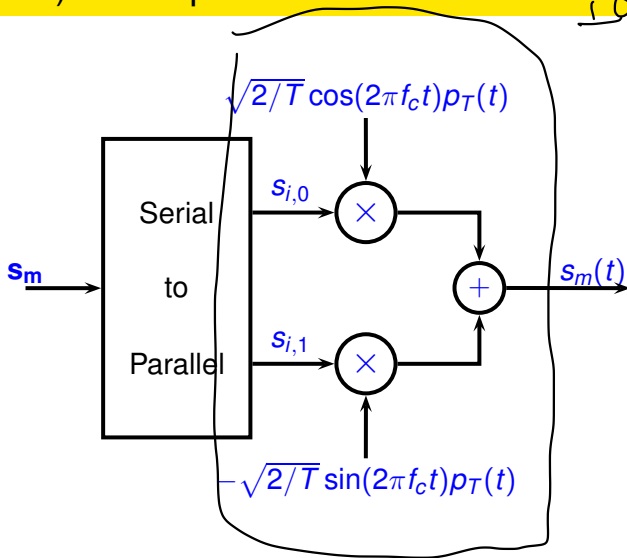 √2/T cos(2πf_ct)p_T(t)
Serial
s_{i,0}
×
s_m
to
+
s_m(t)
Parallel
s_{i,1}
×
−√2/T sin(2πf_ct)p_T(t)